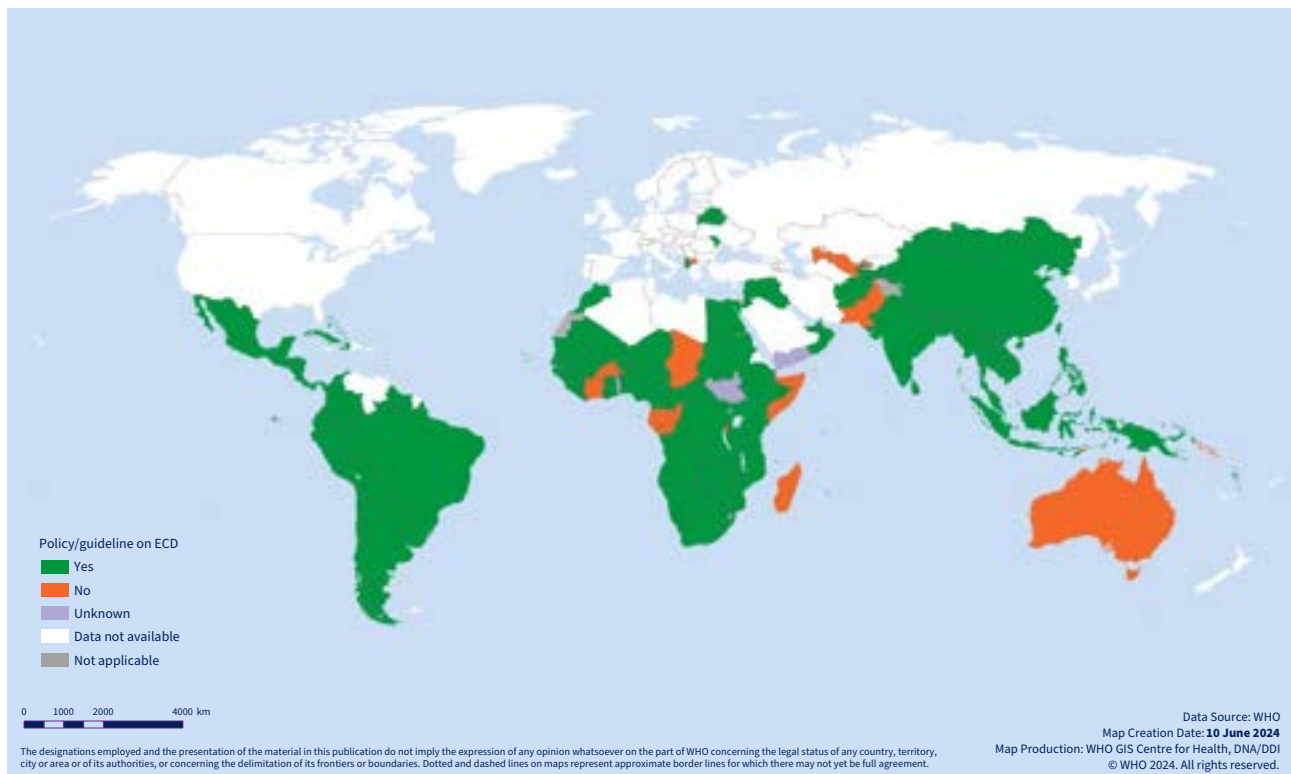 Policy/guideline on ECD
Yes
No
Unknown
Data not available
Not applicable
0 1000 2000 4000 km
The designations employed and the presentation of the material in this publication do not imply the expression of any opinion whatsoever on the part of WHO concerning the legal status of any country, territory,
city or area or of its authorities, or concerning the delimitation of its frontiers or boundaries. Dotted and dashed lines on maps represent approximate border lines for which there may not yet be full agreement.
Data Source: WHO
Map Creation Date: 10 June 2024
Map Production: WHO GIS Centre for Health, DNA/DDI
© WHO 2024. All rights reserved.